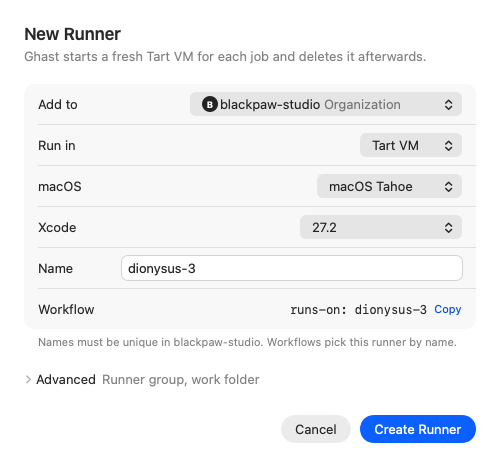 New Runner
Ghast starts a fresh Tart VM for each job and deletes it afterwards.
Add to B blackpaw-studio Organization
Run in Tart VM
macOS macOS Tahoe
Xcode 27.2
Name dionysus-3
Workflow runs-on: dionysus-3 Copy
Names must be unique in blackpaw-studio. Workflows pick this runner by name.
Advanced Runner group, work folder
Cancel Create Runner